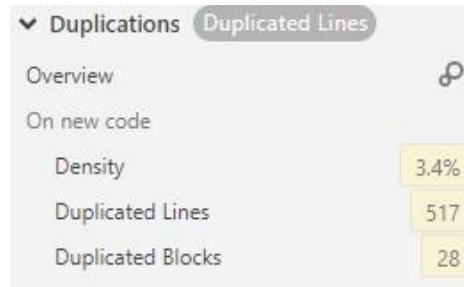 Duplications Duplicated Lines
Overview
On new code
Density 3.4%
Duplicated Lines 517
Duplicated Blocks 28